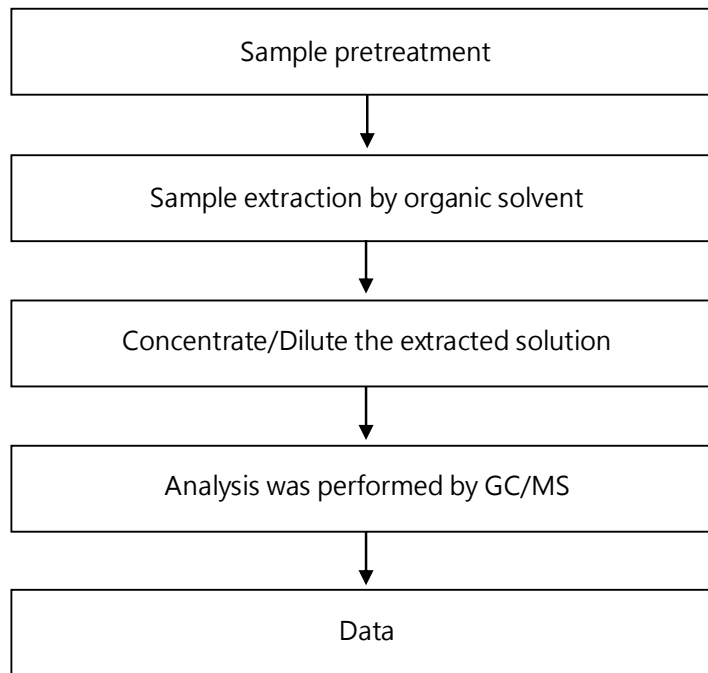 Sample pretreatment
Sample extraction by organic solvent
Concentrate/Dilute the extracted solution
Analysis was performed by GC/MS
Data